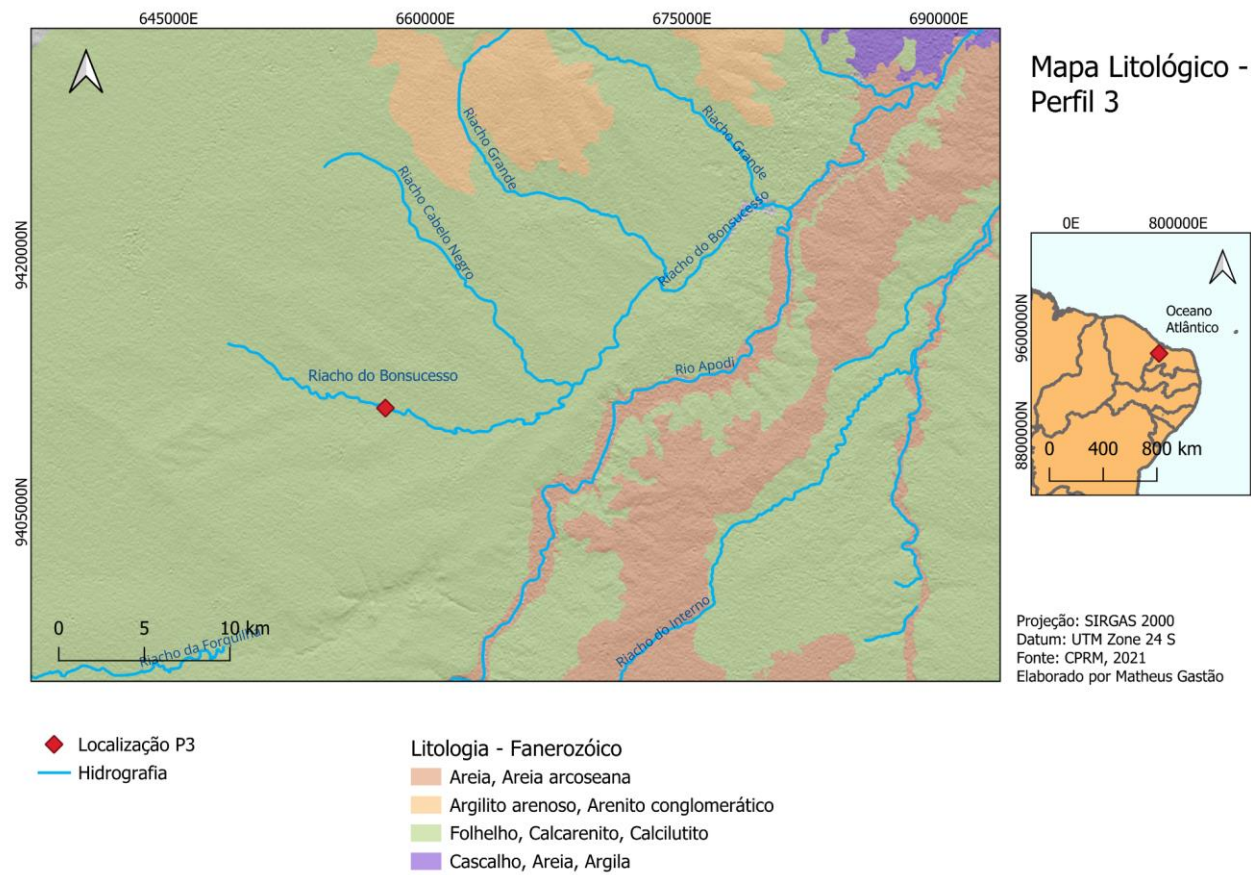 645000E
660000E
675000E
690000E
Mapa Litológico -
Perfil 3
Riacho Grande
Riacho Grande
Riacho Cabelo Negro
Riacho do Bonsucesso
9420000N
0E
800000E
Oceano
Atlântico
9600000N
8800000N
0
400
800 km
Rio Apodi
Riacho do Bonsucesso
9405000N
Riacho do Interno
0
5
10 km
Riacho da Forquilha
Projeção: SIRGAS 2000
Datum: UTM Zone 24 S
Fonte: CPRM, 2021
Elaborado por Matheus Gastão
Localização P3
Hidrografia
Litologia - Fanerozóico
Areia, Areia arcoseana
Argilito arenoso, Arenito conglomerático
Folhelho, Calcarenito, Calcilutito
Cascalho, Areia, Argila